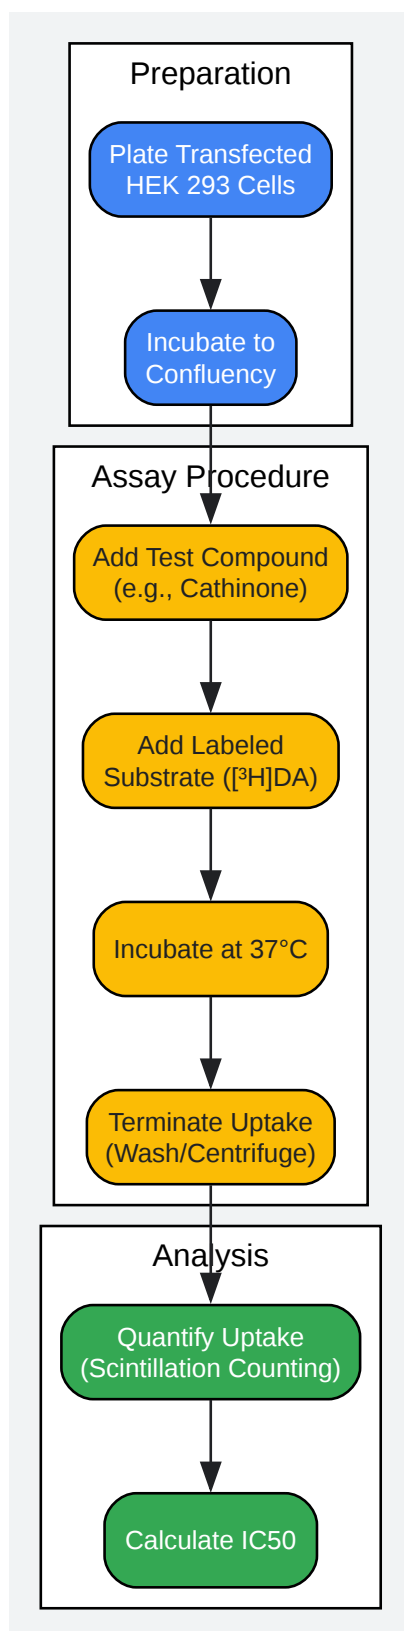 Preparation
Plate Transfected
HEK 293 Cells
Incubate to
Confluency
Assay Procedure
Add Test Compound
(e.g., Cathinone)
Add Labeled
Substrate ([³H]DA)
Incubate at 37°C
Terminate Uptake
(Wash/Centrifuge)
Analysis
Quantify Uptake
(Scintillation Counting)
Calculate IC50